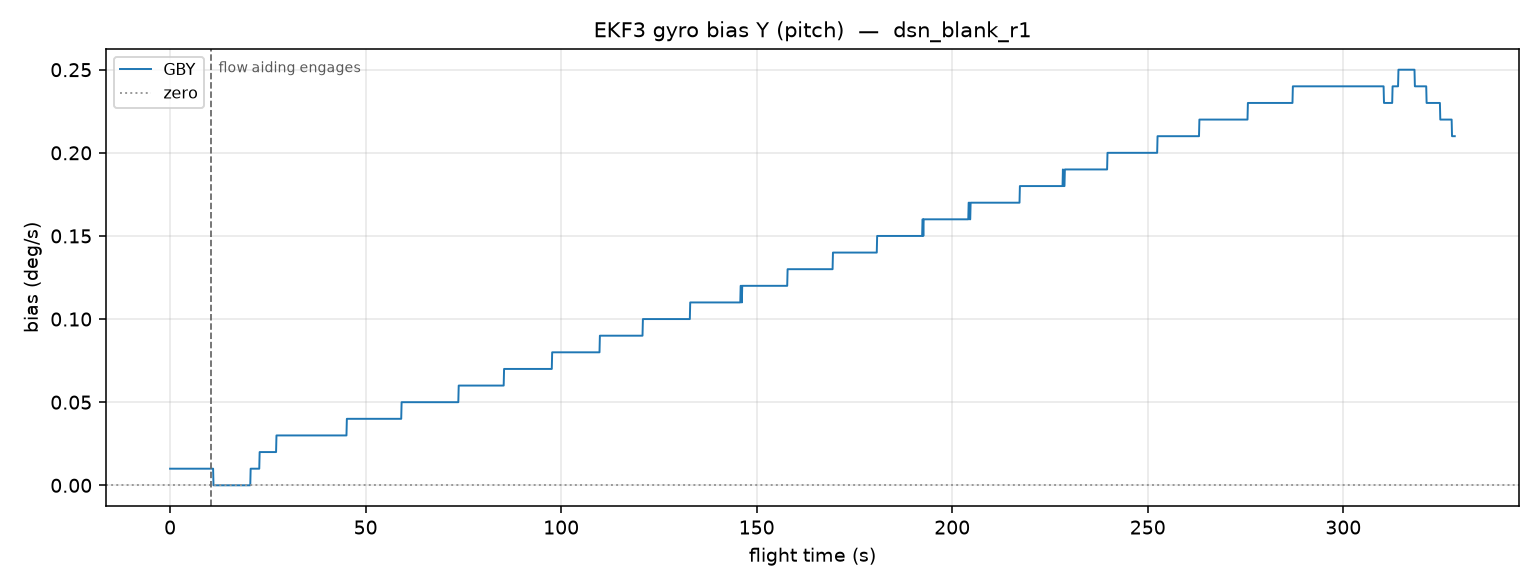 EKF3 gyro bias Y (pitch) — dsn_blank_r1
GBY
zero
flow aiding engages
bias (deg/s)
0.25
0.20
0.15
0.10
0.05
0.00
0 50 100 150 200 250 300
flight time (s)